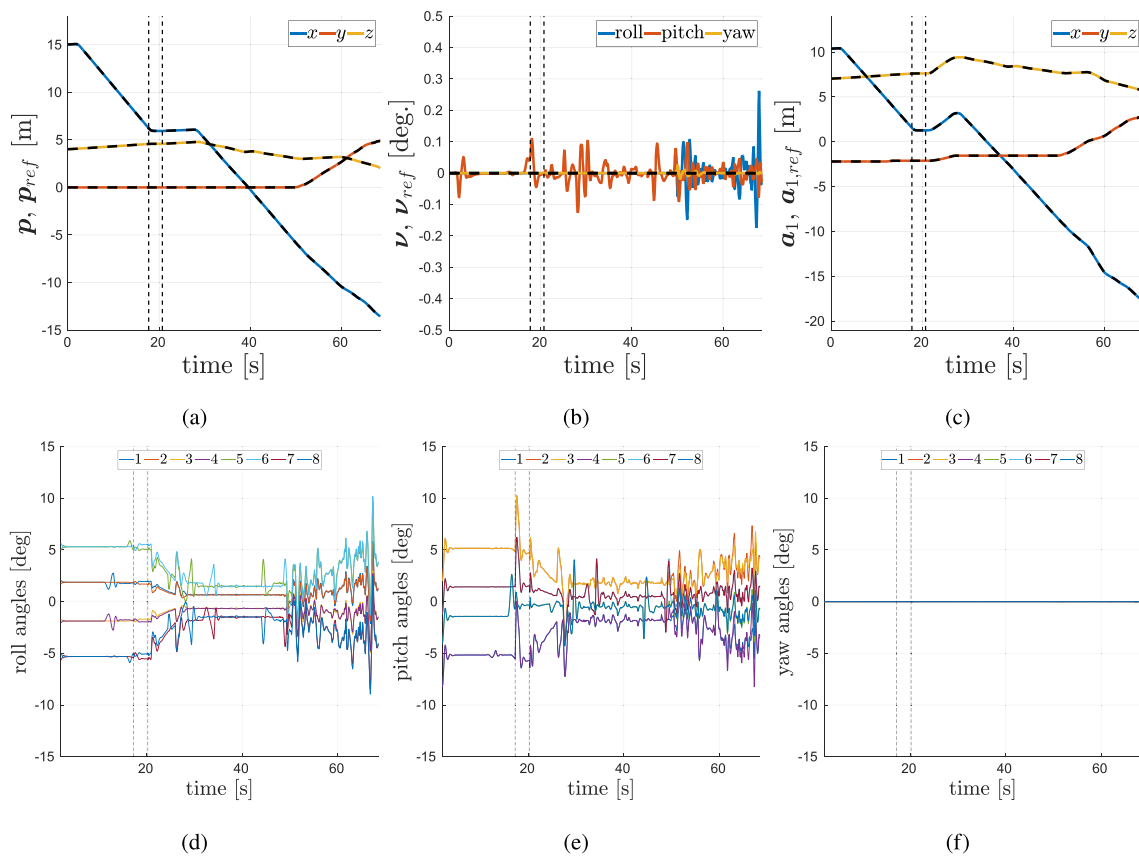 x y z
15
10
5
0
-5
-10
-15
0 20 40 60
p, p_ref [m]
time [s]
(a)
roll pitch yaw
0.5
0.4
0.3
0.2
0.1
0
-0.1
-0.2
-0.3
-0.4
-0.5
0 20 40 60
ν, ν_ref [deg.]
time [s]
(b)
x y z
10
5
0
-5
-10
-15
-20
0 20 40 60
a_1, a_1,ref [m]
time [s]
(c)
1 2 3 4 5 6 7 8
15
10
5
0
-5
-10
-15
20 40 60
roll angles [deg]
time [s]
(d)
1 2 3 4 5 6 7 8
15
10
5
0
-5
-10
-15
20 40 60
pitch angles [deg]
time [s]
(e)
1 2 3 4 5 6 7 8
15
10
5
0
-5
-10
-15
20 40 60
yaw angles [deg]
time [s]
(f)